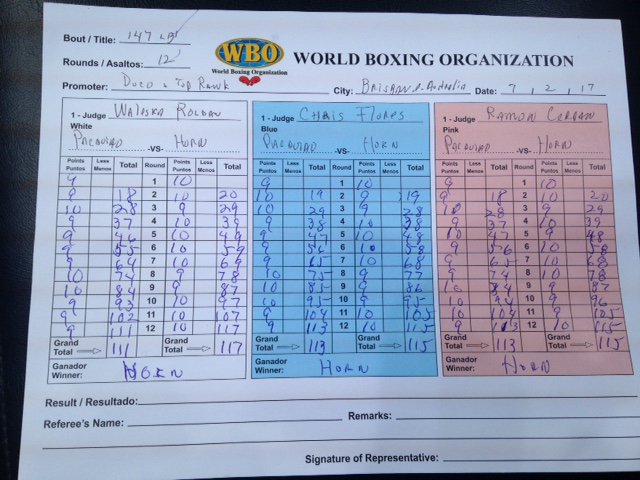 Bout / Title: 147 LB
Rounds / Asaltos: 12
WBO
World Boxing Organization
WORLD BOXING ORGANIZATION
Promoter: Duco & Top Rank City: Brisbane, Australia Date: 7, 2, 17
1 - Judge Waleska Roldan
White
Pacquiao -VS- Horn
Points Puntos Less Menos Total Round Points Puntos Less Menos Total
9 1 10
9 18 2 10 20
10 28 3 9 29
9 37 4 10 39
9 46 5 10 49
9 55 6 10 59
9 64 7 10 69
10 74 8 9 78
10 84 9 9 87
9 93 10 10 97
9 102 11 10 107
9 111 12 10 117
Grand Total 111 Grand Total 117
Ganador
Winner: Horn
1 - Judge Chris Flores
Blue
Pacquiao -VS- Horn
Points Puntos Less Menos Total Round Points Puntos Less Menos Total
9 1 10
10 19 2 9 19
10 29 3 9 28
9 38 4 10 38
9 47 5 10 48
9 56 6 10 58
9 65 7 10 68
10 75 8 9 77
10 85 9 9 86
10 95 10 9 95
9 104 11 10 105
9 113 12 10 115
Grand Total 113 Grand Total 115
Ganador
Winner: Horn
1 - Judge Ramon Cerdan
Pink
Pacquiao -VS- Horn
Points Puntos Less Menos Total Round Points Puntos Less Menos Total
9 1 10
9 18 2 10 20
10 28 3 9 29
9 37 4 10 39
10 47 5 9 48
9 56 6 10 58
9 65 7 10 68
9 74 8 10 78
10 84 9 9 87
10 94 10 9 96
10 104 11 9 105
9 113 12 10 115
Grand Total 113 Grand Total 115
Ganador
Winner: Horn
Result / Resultado:
Referee's Name: Remarks:
Signature of Representative: